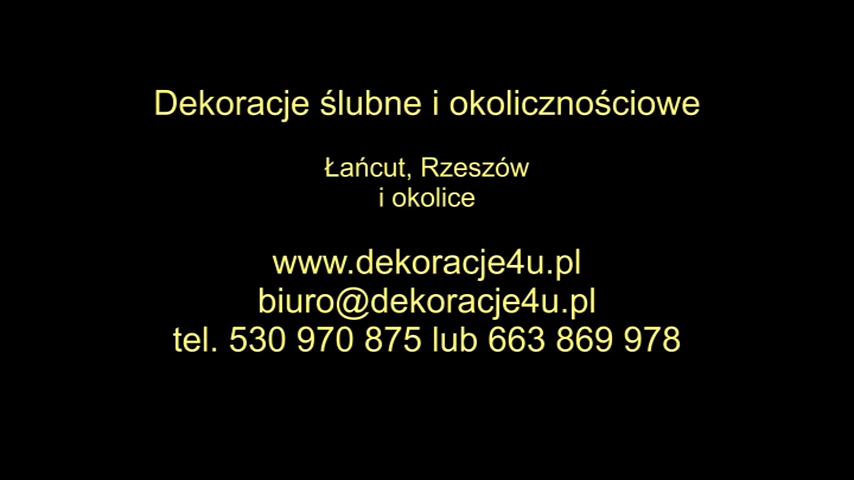 Dekoracje ślubne i okolicznościowe
Łańcut, Rzeszów
i okolice
www.dekoracje4u.pl
biuro@dekoracje4u.pl
tel. 530 970 875 lub 663 869 978